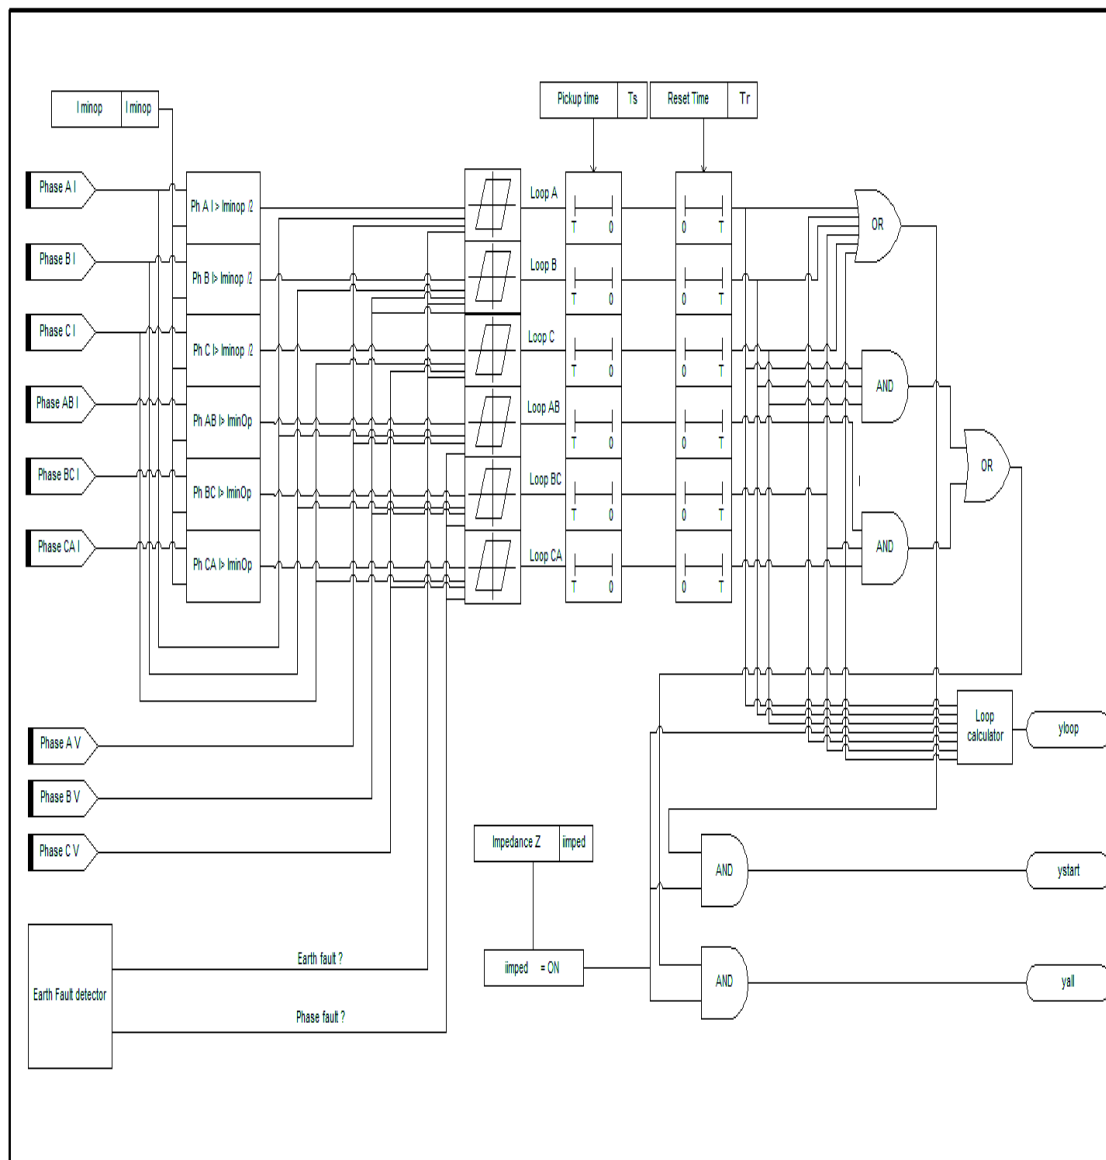 Pickup time Ts Reset Time Tr
I minop I minop
Phase A I
Ph A I > Iminop /2
Loop A
T 0 0 T
OR
Phase B I
Ph B I> Iminop /2
Loop B
T 0 0 T
Phase C I
Ph C I> Iminop /2
Loop C
T 0 0 T
AND
Phase AB I
Ph AB I> IminOp
Loop AB
T 0 0 T
OR
Phase BC I
Ph BC I> IminOp
Loop BC
T 0 0 T
AND
Phase CA I
Ph CA I> IminOp
Loop CA
T 0 0 T
Loop
calculator
yloop
Phase A V
Phase B V
Phase C V
Impedance Z iimped
AND
ystart
Earth fault ?
iimped = ON
AND
yall
Earth Fault detector
Phase fault ?